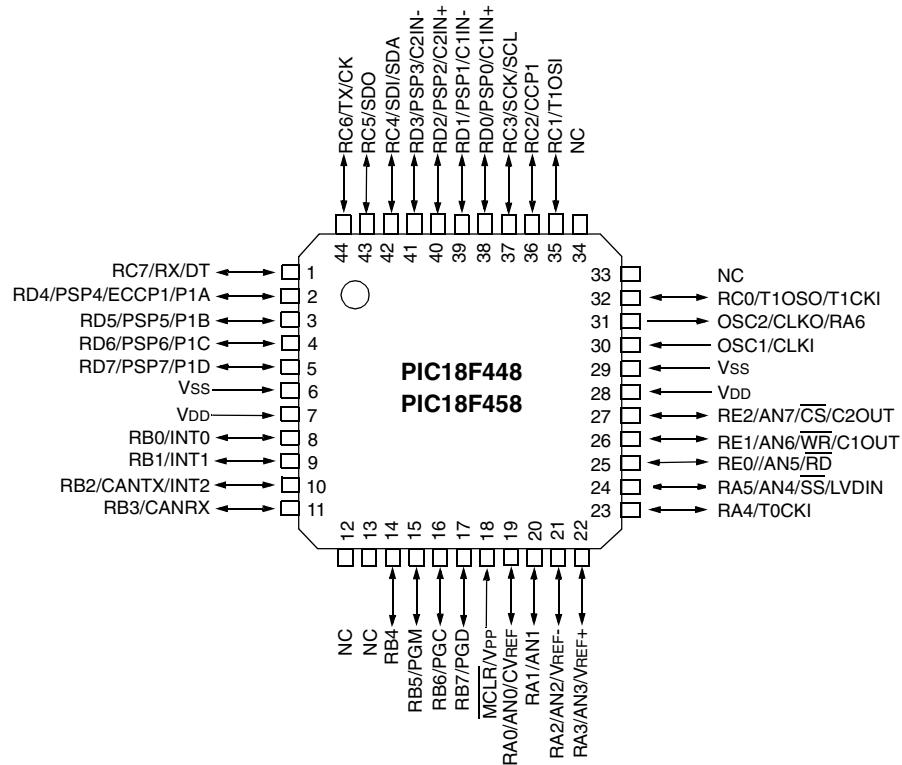 RC6/TX/CK
RC5/SDO
RC4/SDI/SDA
RD3/PSP3/C2IN-
RD2/PSP2/C2IN+
RD1/PSP1/C1IN-
RD0/PSP0/C1IN+
RC3/SCK/SCL
RC2/CCP1
RC1/T1OSI
NC
44
43
42
41
40
39
38
37
36
35
34
RC7/RX/DT 1
RD4/PSP4/ECCP1/P1A 2
RD5/PSP5/P1B 3
RD6/PSP6/P1C 4
RD7/PSP7/P1D 5
VSS 6
VDD 7
RB0/INT0 8
RB1/INT1 9
RB2/CANTX/INT2 10
RB3/CANRX 11
PIC18F448
PIC18F458
33 NC
32 RC0/T1OSO/T1CKI
31 OSC2/CLKO/RA6
30 OSC1/CLKI
29 VSS
28 VDD
27 RE2/AN7/CS/C2OUT
26 RE1/AN6/WR/C1OUT
25 RE0//AN5/RD
24 RA5/AN4/SS/LVDIN
23 RA4/T0CKI
12
13
14
15
16
17
18
19
20
21
22
NC
NC
RB4
RB5/PGM
RB6/PGC
RB7/PGD
MCLR/VPP
RA0/AN0/CVREF
RA1/AN1
RA2/AN2/VREF-
RA3/AN3/VREF+